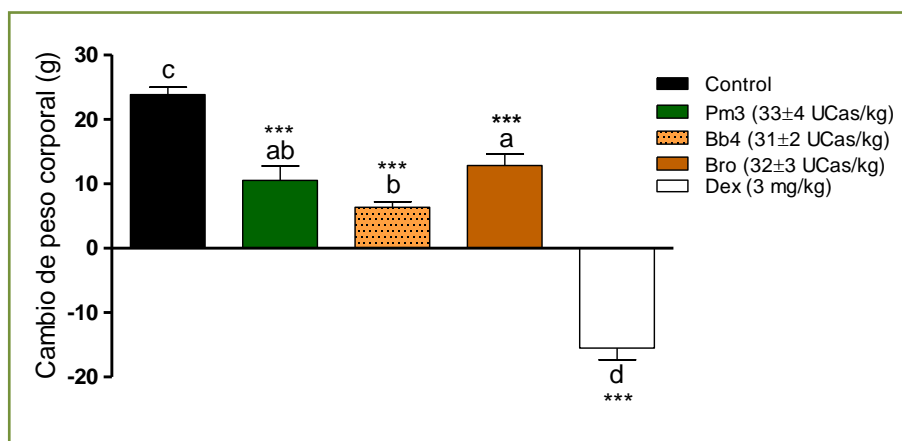 Cambio de peso corporal (g)
30
20
10
0
-10
-20
c
***
ab
***
b
***
a
d
***
Control
Pm3 (33±4 UCas/kg)
Bb4 (31±2 UCas/kg)
Bro (32±3 UCas/kg)
Dex (3 mg/kg)